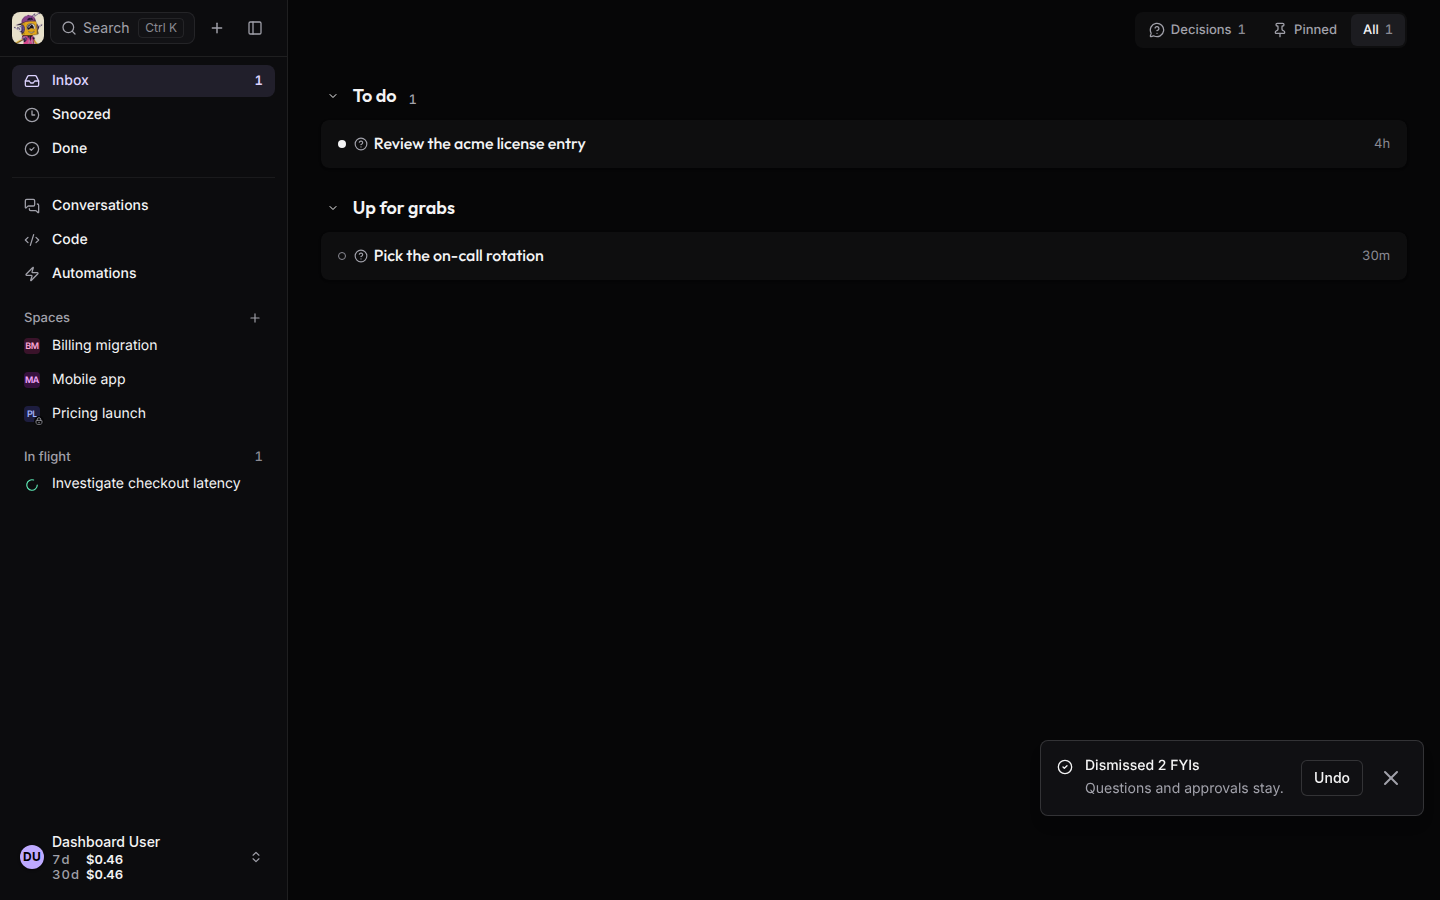 Search Ctrl K
Inbox 1
Snoozed
Done
Conversations
Code
Automations
Spaces
BM Billing migration
MA Mobile app
PL Pricing launch
In flight 1
Investigate checkout latency
DU Dashboard User
7d $0.46
30d $0.46
Decisions 1 Pinned All 1
To do 1
Review the acme license entry 4h
Up for grabs
Pick the on-call rotation 30m
Dismissed 2 FYIs
Questions and approvals stay.
Undo